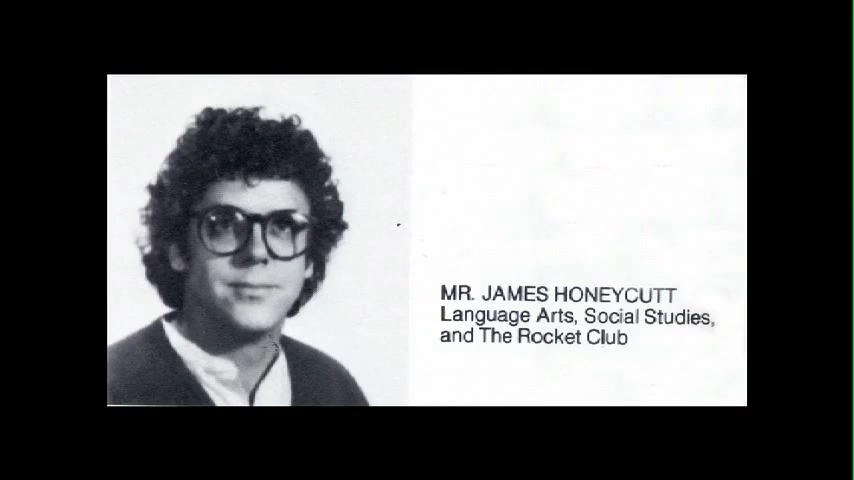 MR. JAMES HONEYCUTT
Language Arts, Social Studies,
and The Rocket Club